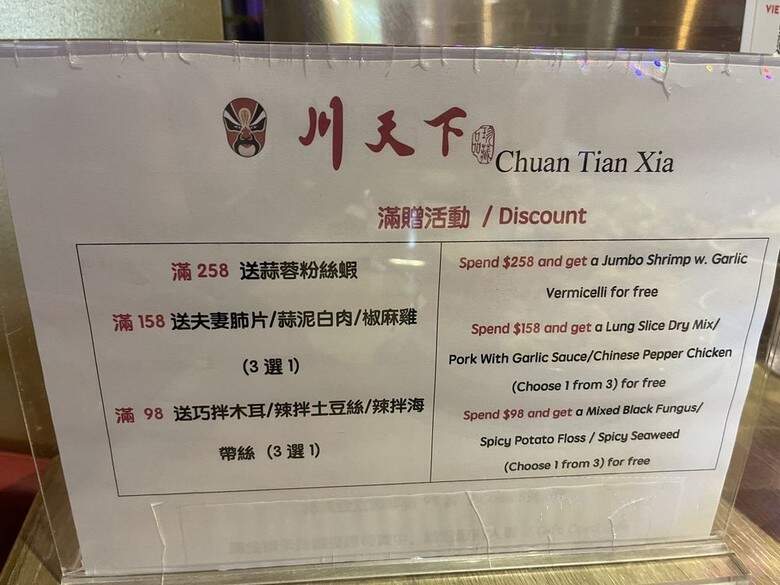 川天下
Chuan Tian Xia
滿贈活動 / Discount
滿 258 送蒜蓉粉絲蝦
滿 158 送夫妻肺片/蒜泥白肉/椒麻雞
(3 選 1)
滿 98 送巧拌木耳/辣拌土豆絲/辣拌海
帶絲 (3 選 1)
Spend $258 and get a Jumbo Shrimp w. Garlic
Vermicelli for free
Spend $158 and get a Lung Slice Dry Mix/
Pork With Garlic Sauce/Chinese Pepper Chicken
(Choose 1 from 3) for free
Spend $98 and get a Mixed Black Fungus/
Spicy Potato Floss / Spicy Seaweed
(Choose 1 from 3) for free
VIE